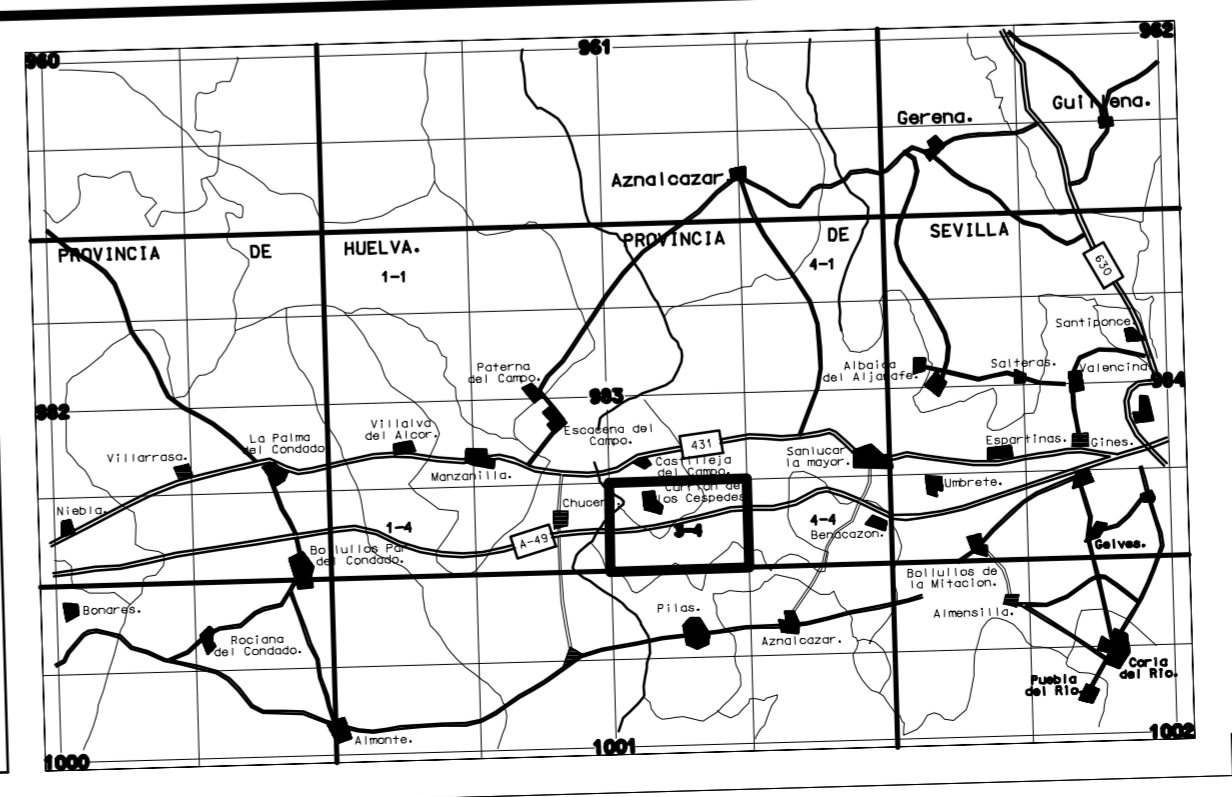 960
961
962
Guillena.
Gerena.
Aznalcazar
PROVINCIA DE HUELVA.
PROVINCIA DE SEVILLA
1-1
4-1
630
Santiponce
Paterna
del Campo.
Albaida
del Aljarafe.
Salteras.
Valencina
982
983
984
La Palma
del Condado
Villalva
del Alcor.
Escacena del
Campo.
431
Sanlucar
la mayor.
Espartinas.
Gines.
Villarrasa.
Manzanilla.
Castilleja
del Campo.
Carrion de
los Cespedes
Umbrete.
Niebla.
Chucena
1-4
A-49
3-4
4-4
Benacazon.
Gelves.
Bollullos Par
del Condado.
Bollullos de
la Mitacion.
Bonares.
Pilas.
Aznalcazar.
Almensilla.
Rociana
del Condado.
Coria
del Rio.
Puebla
del Rio.
Almonte.
1000
1001
1002